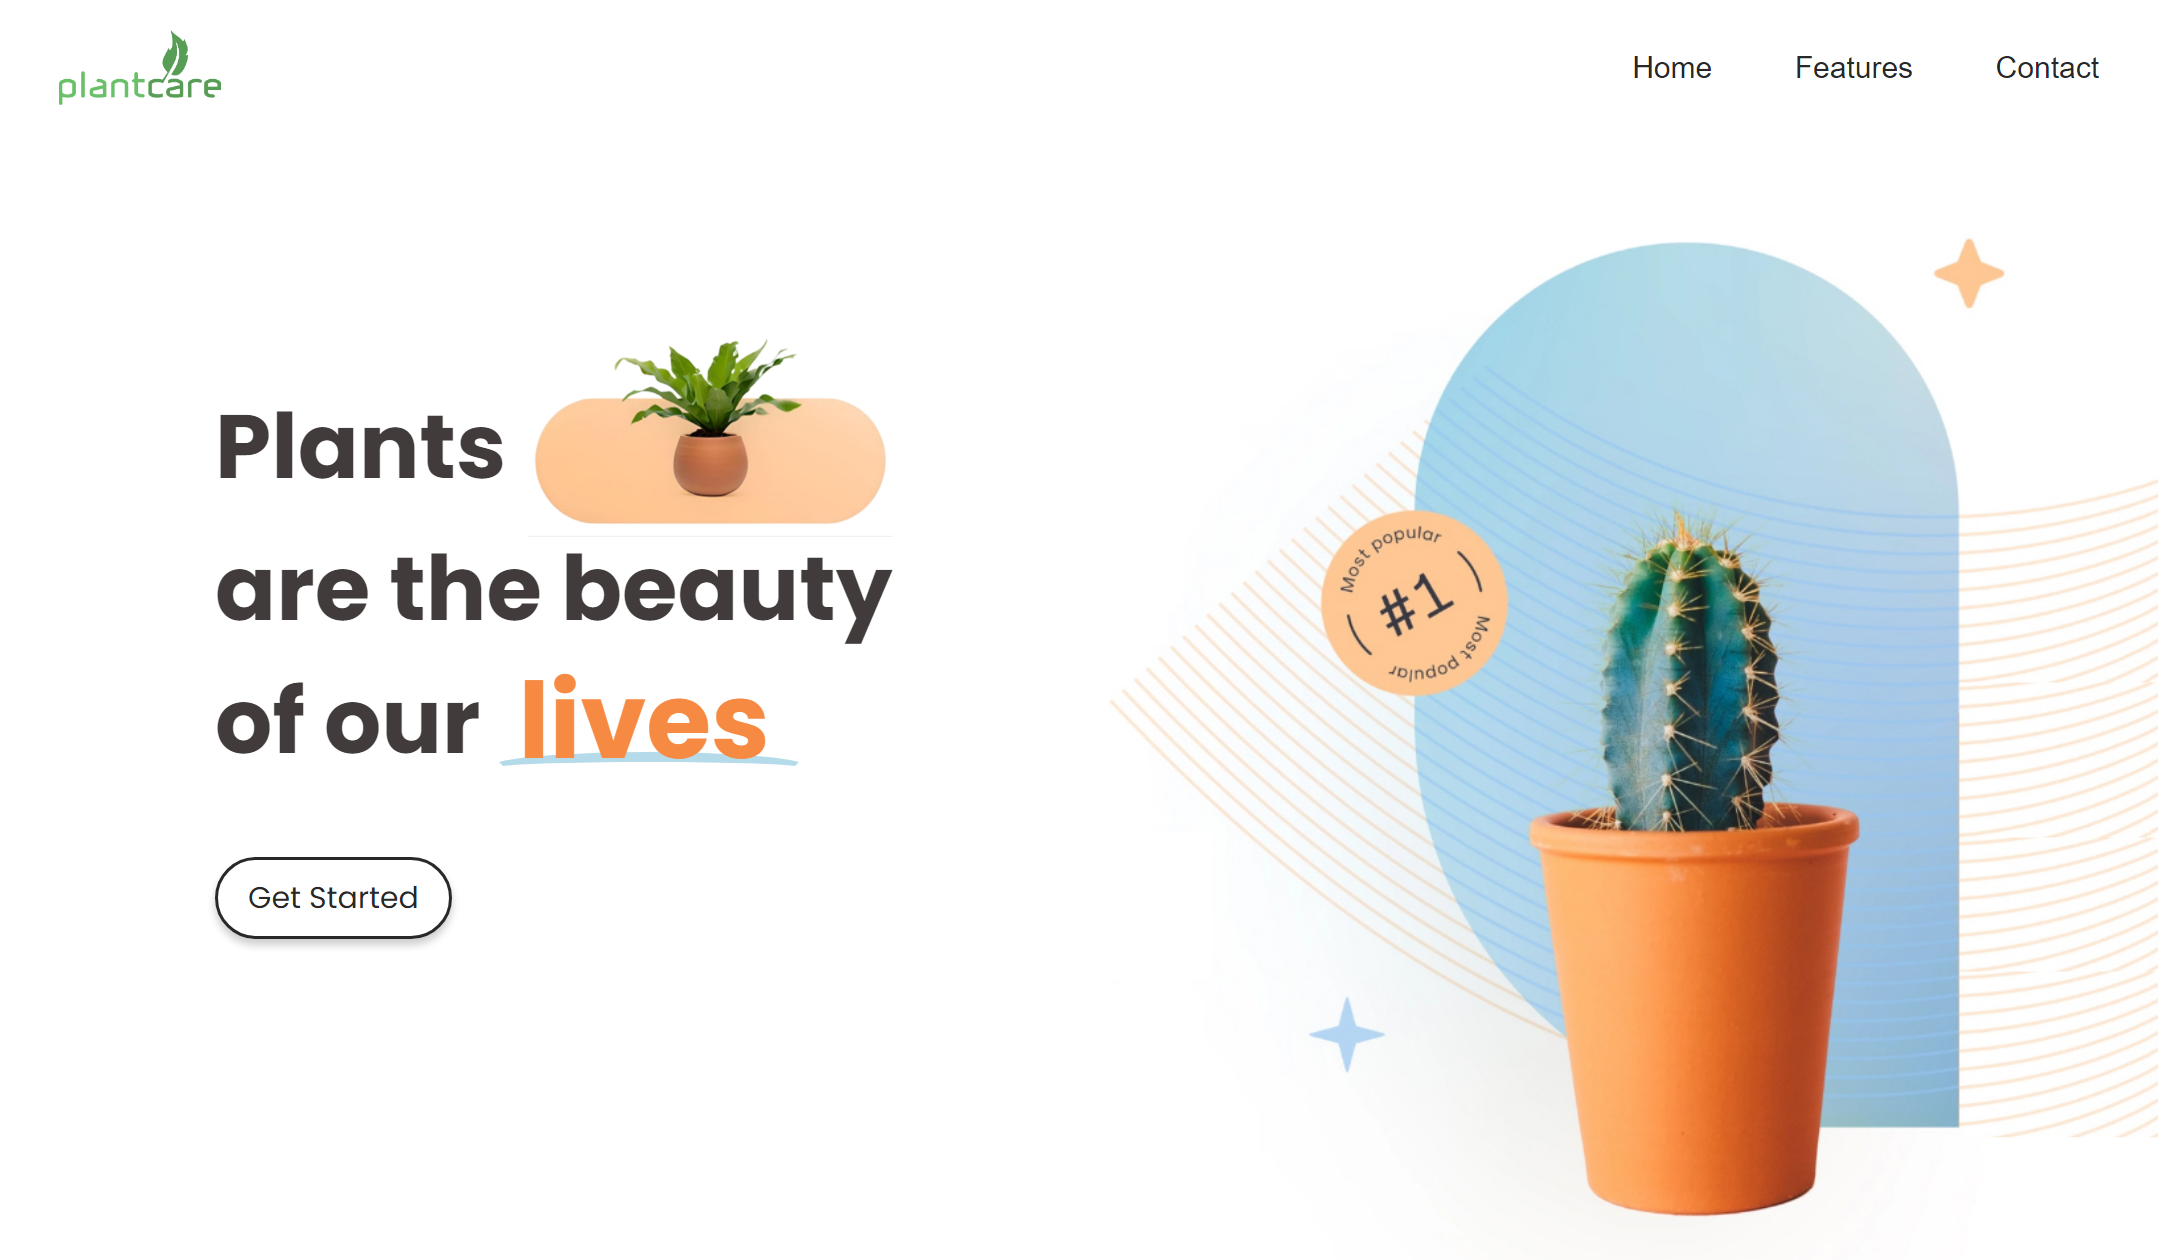 plantcare
Home
Features
Contact
Plants
are the beauty
of our lives
Get Started
Most popular
#1
Most popular